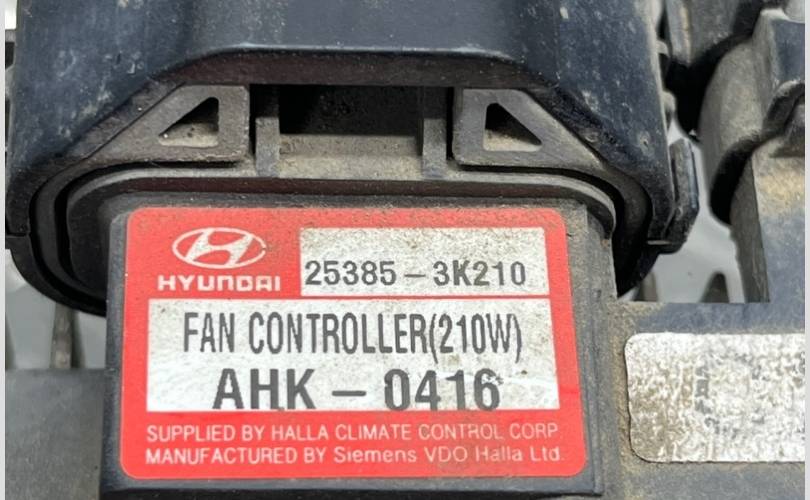 HYUNDAI
25385 – 3K210
FAN CONTROLLER(210W)
AHK – 0416
SUPPLIED BY HALLA CLIMATE CONTROL CORP
MANUFACTURED BY Siemens VDO Halla Ltd.